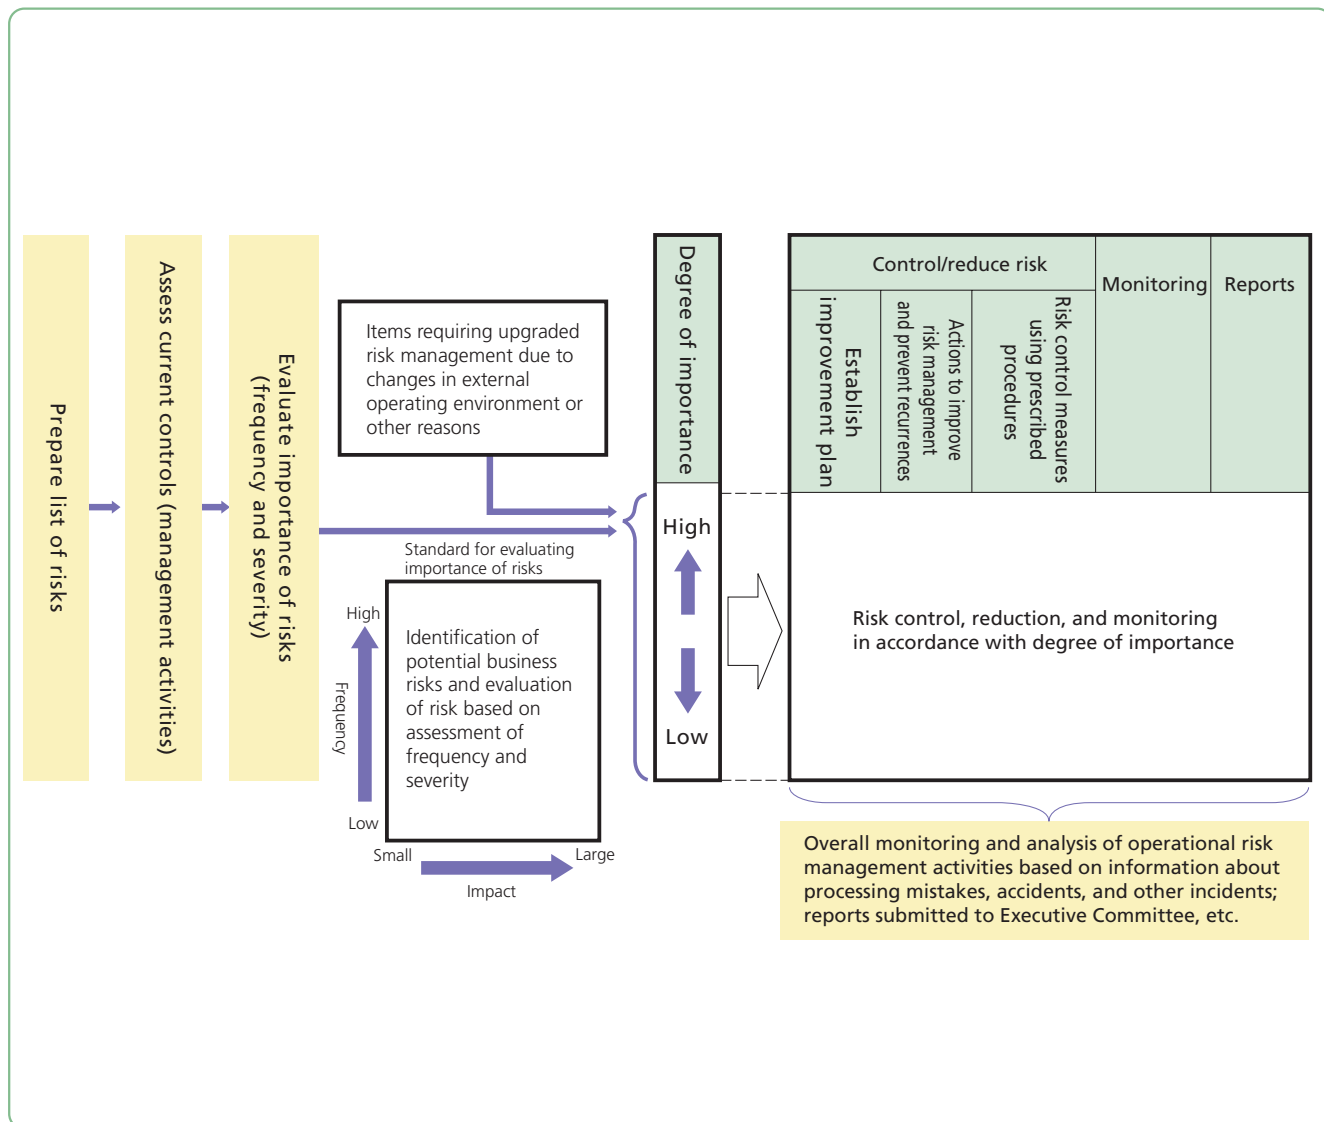 Prepare list of risks
Assess current controls (management activities)
Evaluate importance of risks
(frequency and severity)
Items requiring upgraded
risk management due to
changes in external
operating environment or
other reasons
Standard for evaluating
importance of risks
High
Frequency
Low
Identification of
potential business
risks and evaluation
of risk based on
assessment of
frequency and
severity
Small
Large
Impact
Degree of importance
High
Low
Control/reduce risk
Establish
improvement plan
Actions to improve
risk management
and prevent recurrences
Risk control measures
using prescribed
procedures
Monitoring
Reports
Risk control, reduction, and monitoring
in accordance with degree of importance
Overall monitoring and analysis of operational risk
management activities based on information about
processing mistakes, accidents, and other incidents;
reports submitted to Executive Committee, etc.